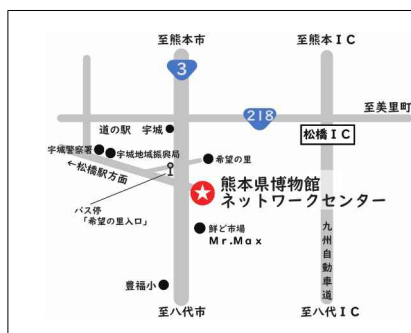 至熊本市
至熊本IC
3
218
至美里町
道の駅 宇城
松橋IC
宇城警察署
宇城地域振興局
希望の里
←松橋駅方面
熊本県博物館
ネットワークセンター
バス停
「希望の里入口」
鮮ど市場
Mr.Max
九州自動車道
豊福小
至八代市
至八代IC